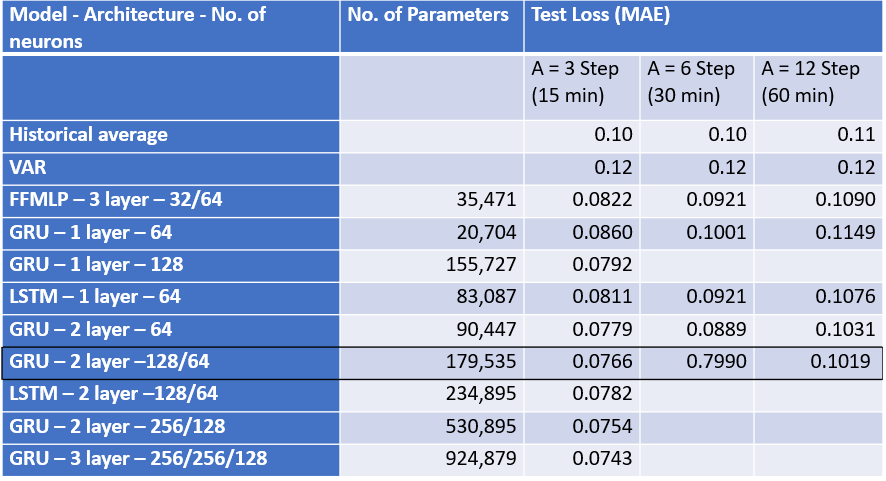 Model - Architecture - No. of neurons No. of Parameters Test Loss (MAE)
A = 3 Step (15 min) A = 6 Step (30 min) A = 12 Step (60 min)
Historical average 0.10 0.10 0.11
VAR 0.12 0.12 0.12
FFMLP – 3 layer – 32/64 35,471 0.0822 0.0921 0.1090
GRU – 1 layer – 64 20,704 0.0860 0.1001 0.1149
GRU – 1 layer – 128 155,727 0.0792
LSTM – 1 layer – 64 83,087 0.0811 0.0921 0.1076
GRU – 2 layer – 64 90,447 0.0779 0.0889 0.1031
GRU – 2 layer –128/64 179,535 0.0766 0.7990 0.1019
LSTM – 2 layer –128/64 234,895 0.0782
GRU – 2 layer – 256/128 530,895 0.0754
GRU – 3 layer – 256/256/128 924,879 0.0743